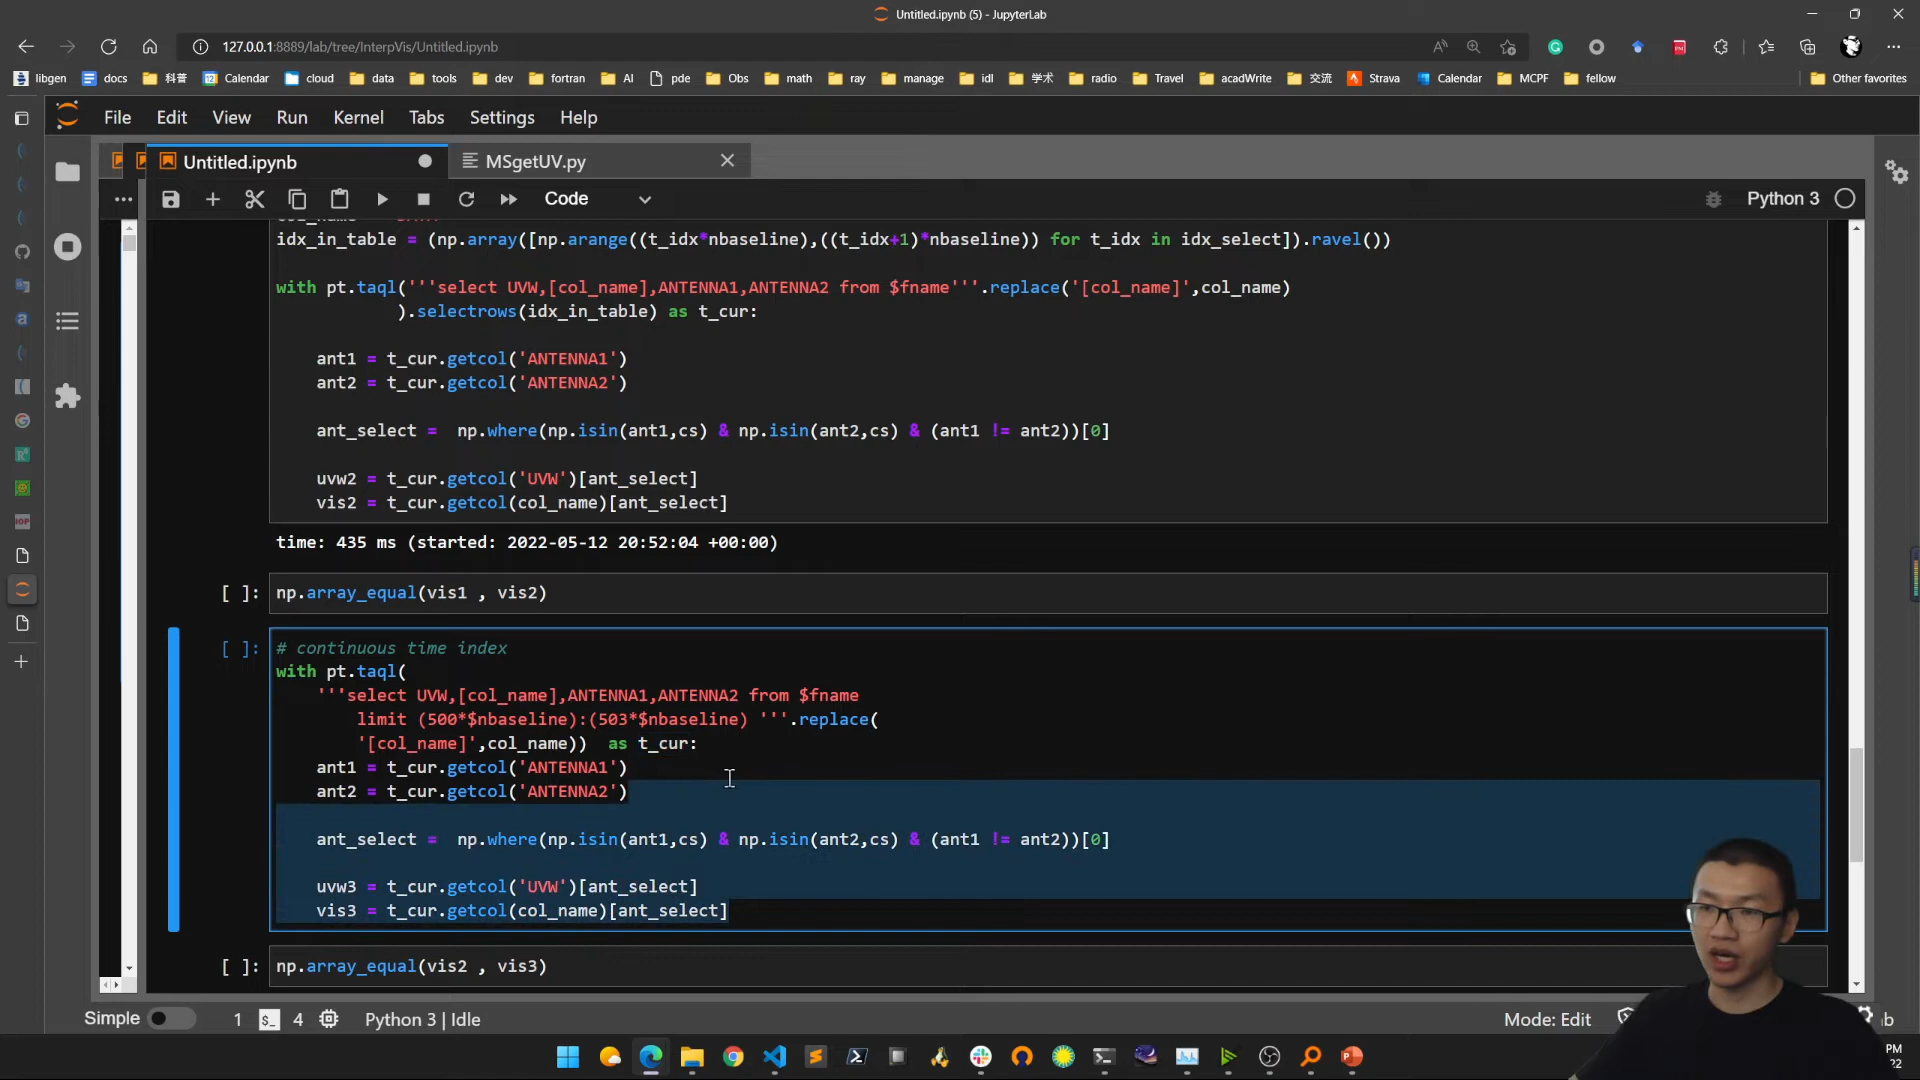 Untitled.ipynb (5) - JupyterLab
127.0.0.1:8889/lab/tree/InterpVis/Untitled.ipynb
libgen docs 科普 Calendar cloud data tools dev fortran AI pde Obs math ray manage idl 学术 radio Travel acadWrite 交流 Strava Calendar MCPF fellow Other favorites
File Edit View Run Kernel Tabs Settings Help
Untitled.ipynb MSgetUV.py
Code Python 3
idx_in_table = (np.array([np.arange((t_idx*nbaseline),((t_idx+1)*nbaseline)) for t_idx in idx_select]).ravel())
with pt.taql('''select UVW,[col_name],ANTENNA1,ANTENNA2 from $fname'''.replace('[col_name]',col_name)
).selectrows(idx_in_table) as t_cur:
ant1 = t_cur.getcol('ANTENNA1')
ant2 = t_cur.getcol('ANTENNA2')
ant_select = np.where(np.isin(ant1,cs) & np.isin(ant2,cs) & (ant1 != ant2))[0]
uvw2 = t_cur.getcol('UVW')[ant_select]
vis2 = t_cur.getcol(col_name)[ant_select]
time: 435 ms (started: 2022-05-12 20:52:04 +00:00)
[ ]: np.array_equal(vis1 , vis2)
[ ]: # continuous time index
with pt.taql(
'''select UVW,[col_name],ANTENNA1,ANTENNA2 from $fname
limit (500*$nbaseline):(503*$nbaseline) '''.replace(
'[col_name]',col_name)) as t_cur:
ant1 = t_cur.getcol('ANTENNA1')
ant2 = t_cur.getcol('ANTENNA2')
ant_select = np.where(np.isin(ant1,cs) & np.isin(ant2,cs) & (ant1 != ant2))[0]
uvw3 = t_cur.getcol('UVW')[ant_select]
vis3 = t_cur.getcol(col_name)[ant_select]
[ ]: np.array_equal(vis2 , vis3)
Simple 1 4 Python 3 | Idle Mode: Edit